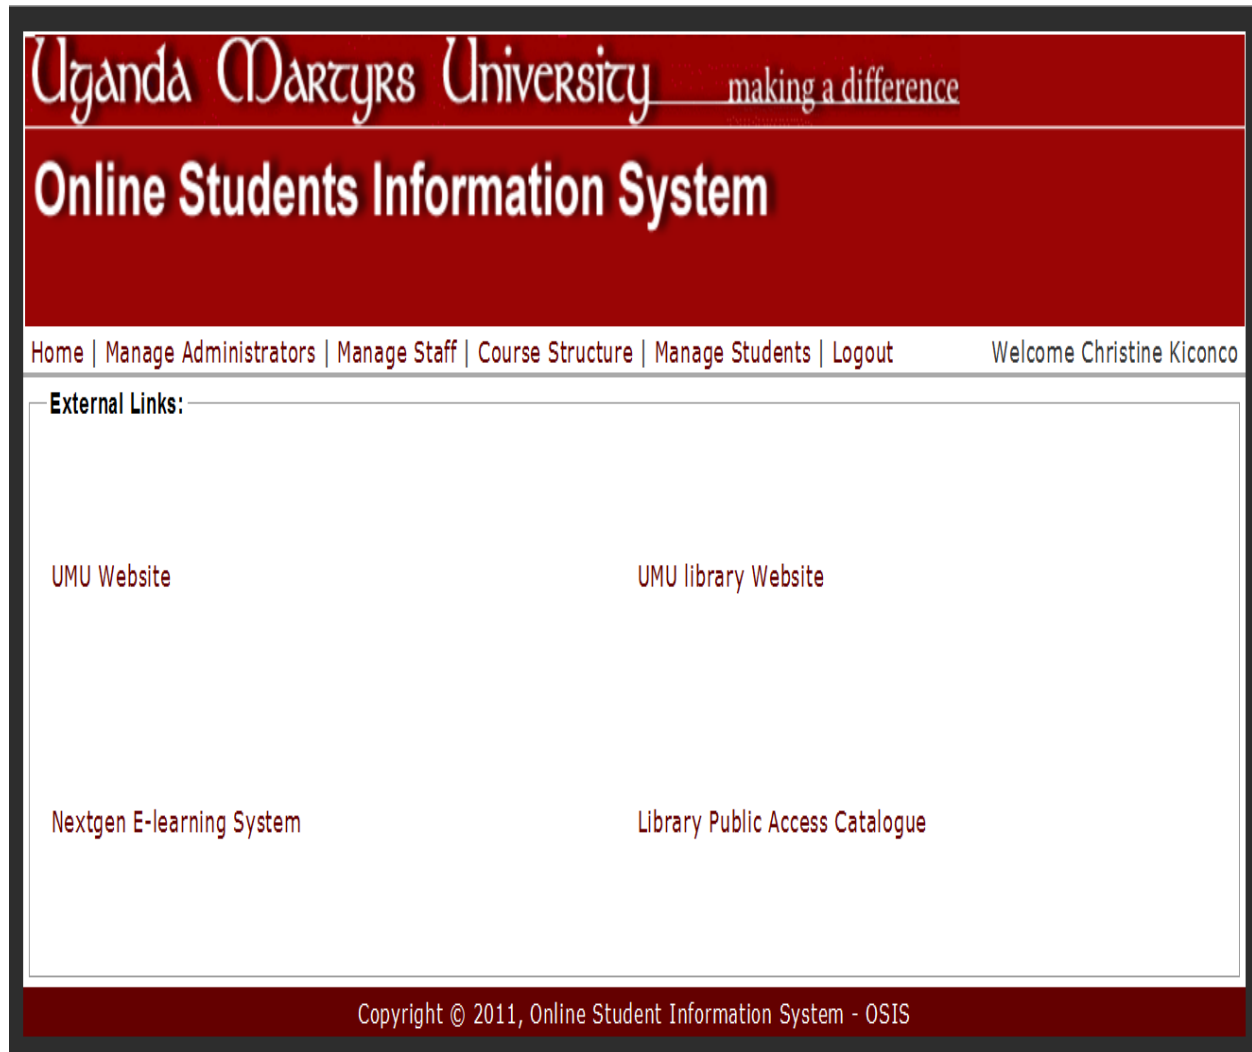 Uganda Martyrs University making a difference
Online Students Information System
Home | Manage Administrators | Manage Staff | Course Structure | Manage Students | Logout Welcome Christine Kiconco
External Links:
UMU Website UMU library Website
Nextgen E-learning System Library Public Access Catalogue
Copyright © 2011, Online Student Information System - OSIS